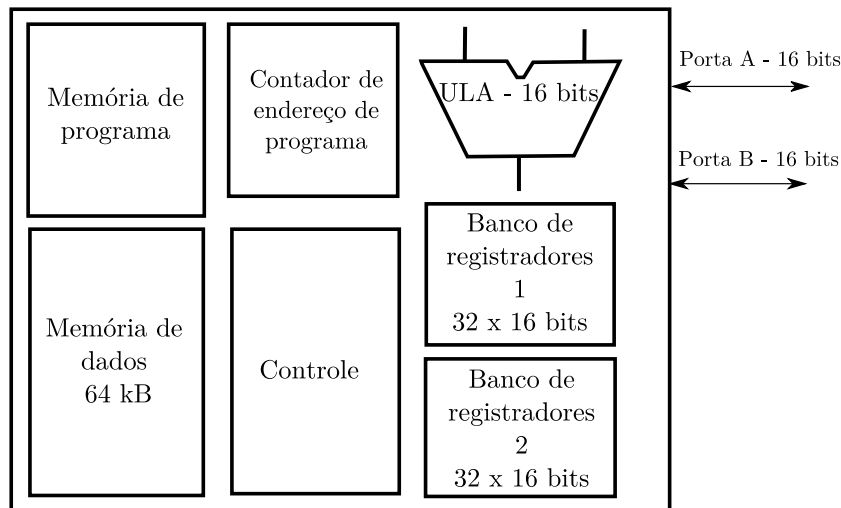 Memória de
programa
Contador de
endereço de
programa
ULA - 16 bits
Porta A - 16 bits
Porta B - 16 bits
Memória de
dados
64 kB
Controle
Banco de
registradores
1
32 x 16 bits
Banco de
registradores
2
32 x 16 bits